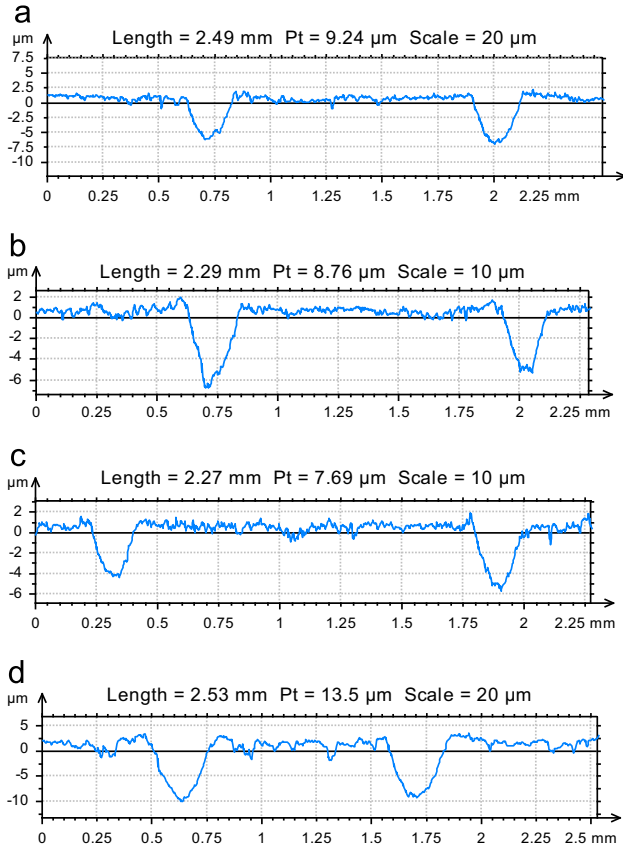 a
µm
Length = 2.49 mm Pt = 9.24 µm Scale = 20 µm
7.5
5
2.5
0
-2.5
-5
-7.5
-10
0 0.25 0.5 0.75 1 1.25 1.5 1.75 2 2.25 mm
b
µm
Length = 2.29 mm Pt = 8.76 µm Scale = 10 µm
2
0
-2
-4
-6
0 0.25 0.5 0.75 1 1.25 1.5 1.75 2 2.25 mm
c
µm
Length = 2.27 mm Pt = 7.69 µm Scale = 10 µm
2
0
-2
-4
-6
0 0.25 0.5 0.75 1 1.25 1.5 1.75 2 2.25 mm
d
µm
Length = 2.53 mm Pt = 13.5 µm Scale = 20 µm
5
0
-5
-10
0 0.25 0.5 0.75 1 1.25 1.5 1.75 2 2.25 2.5 mm